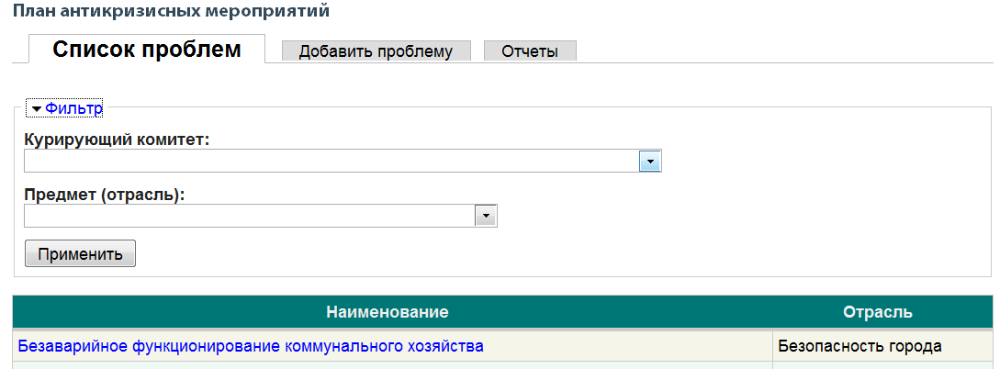 План антикризисных мероприятий
Список проблем Добавить проблему Отчеты
Фильтр
Курирующий комитет:
Предмет (отрасль):
Применить
Наименование Отрасль
Безаварийное функционирование коммунального хозяйства Безопасность города